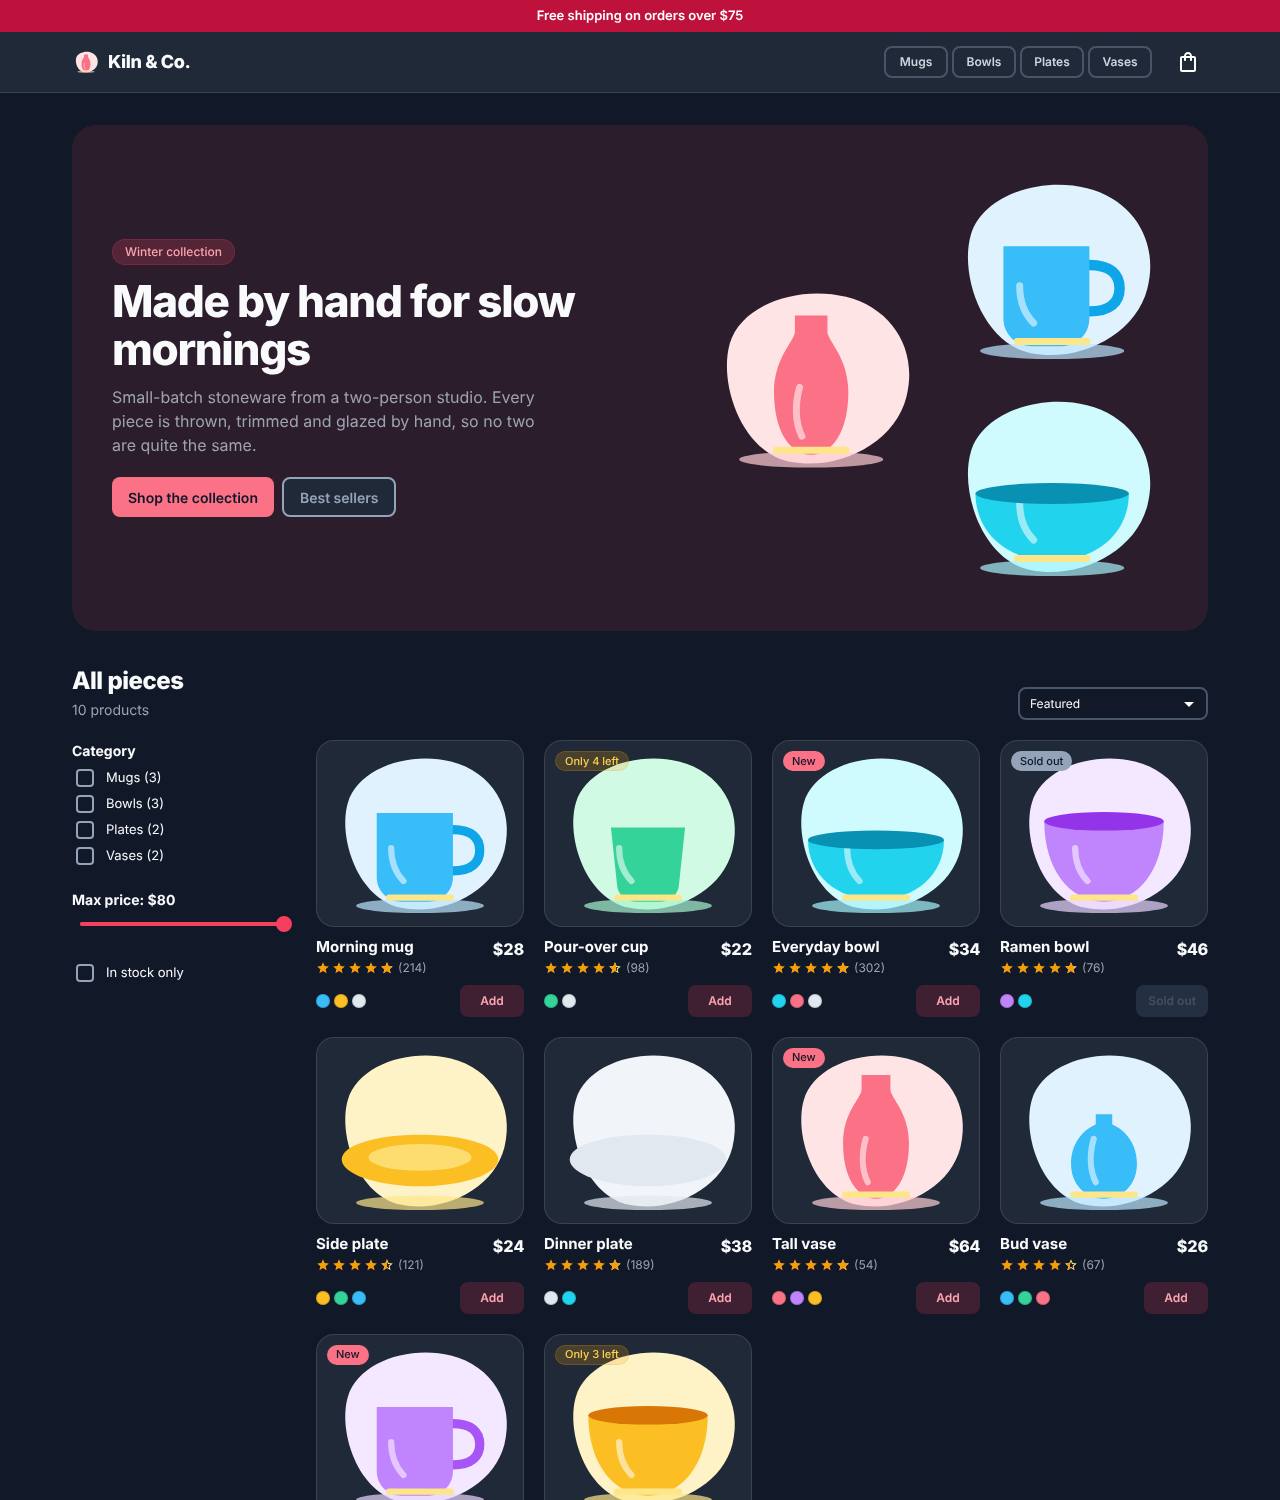 Free shipping on orders over $75
Kiln & Co.
Mugs
Bowls
Plates
Vases
Winter collection
Made by hand for slow
mornings
Small-batch stoneware from a two-person studio. Every
piece is thrown, trimmed and glazed by hand, so no two
are quite the same.
Shop the collection
Best sellers
All pieces
10 products
Featured
Category
Mugs (3)
Bowls (3)
Plates (2)
Vases (2)
Max price: $80
In stock only
Morning mug
$28
(214)
Add
Only 4 left
Pour-over cup
$22
(98)
Add
New
Everyday bowl
$34
(302)
Add
Sold out
Ramen bowl
$46
(76)
Sold out
Side plate
$24
(121)
Add
Dinner plate
$38
(189)
Add
New
Tall vase
$64
(54)
Add
Bud vase
$26
(67)
Add
New
Only 3 left